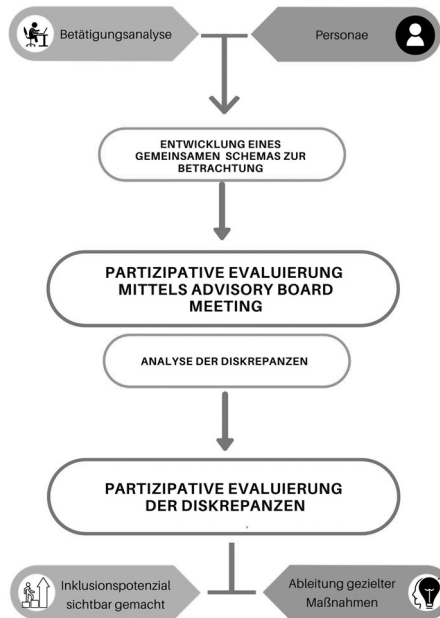 Betätigungsanalyse
Personae
ENTWICKLUNG EINES
GEMEINSAMEN SCHEMAS ZUR
BETRACHTUNG
PARTIZIPATIVE EVALUIERUNG
MITTELS ADVISORY BOARD
MEETING
ANALYSE DER DISKREPANZEN
PARTIZIPATIVE EVALUIERUNG
DER DISKREPANZEN
Inklusionspotenzial
sichtbar gemacht
Ableitung gezielter
Maßnahmen